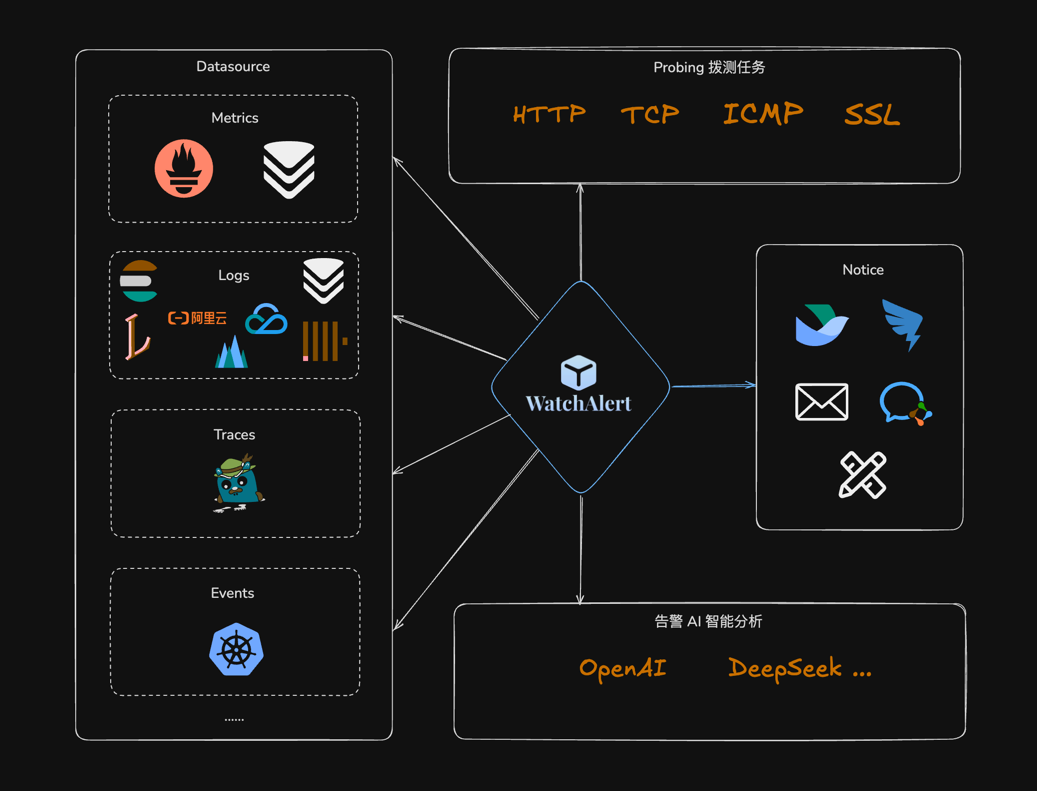 Datasource
Metrics
Logs
阿里云
Traces
Events
......
Probing 拨测任务
HTTP TCP ICMP SSL
WatchAlert
Notice
告警 AI 智能分析
OpenAI DeepSeek ...